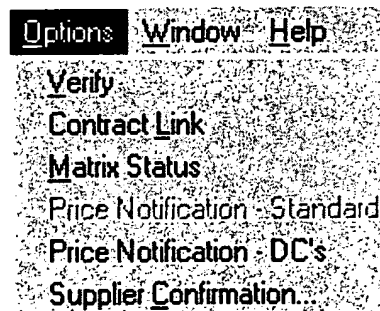 Options Window Help
Verify
Contract Link
Matrix Status
Price Notification - Standard
Price Notification - DC's
Supplier Confirmation...